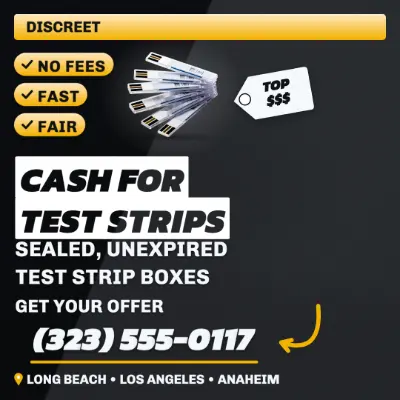 DISCREET
NO FEES
FAST
FAIR
TOP
$$$
CASH FOR
TEST STRIPS
SEALED, UNEXPIRED
TEST STRIP BOXES
GET YOUR OFFER
(323) 555-0117
LONG BEACH • LOS ANGELES • ANAHEIM